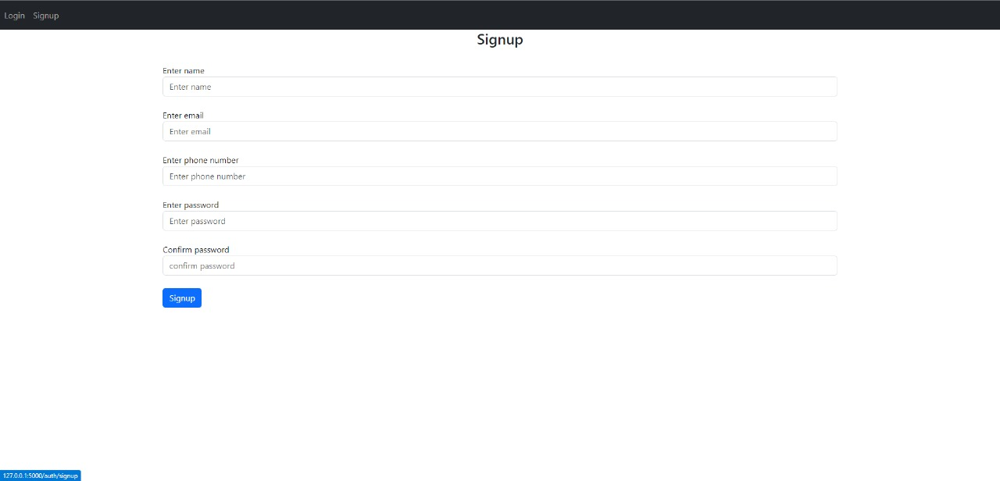 Login Signup
Signup
Enter name
Enter name
Enter email
Enter email
Enter phone number
Enter phone number
Enter password
Enter password
Confirm password
confirm password
Signup
127.0.0.1:5000/auth/signup